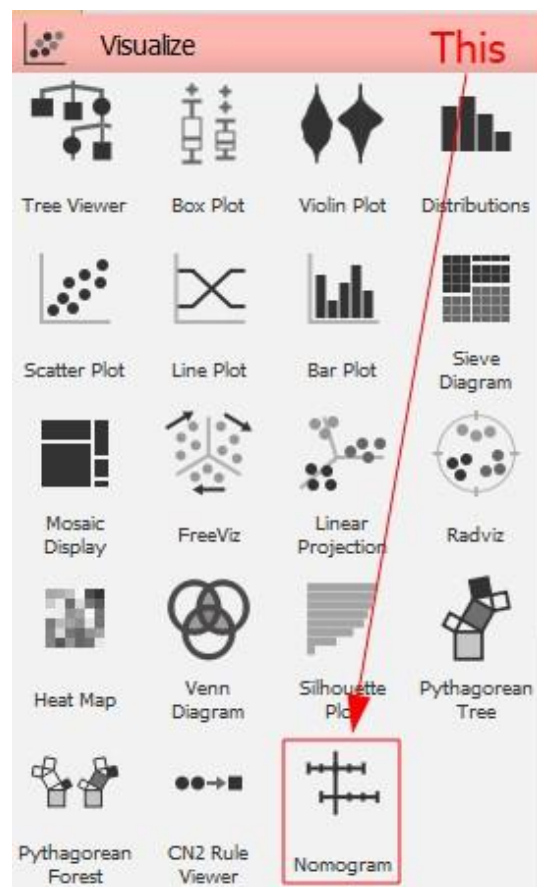 Visualize This
Tree Viewer Box Plot Violin Plot Distributions
Scatter Plot Line Plot Bar Plot Sieve Diagram
Mosaic Display FreeViz Linear Projection Radviz
Heat Map Venn Diagram Silhouette Plot Pythagorean Tree
Pythagorean Forest CN2 Rule Viewer Nomogram